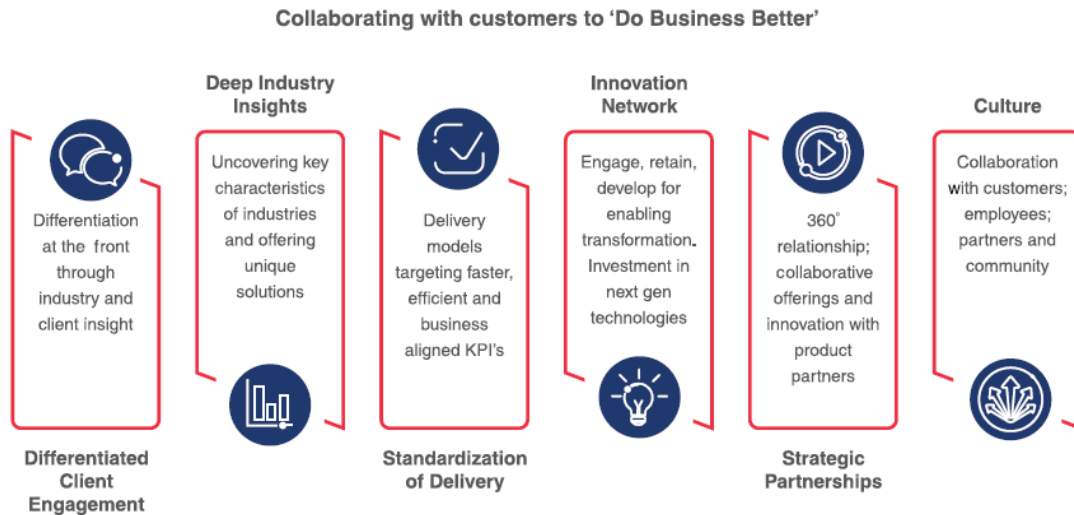 Collaborating with customers to ‘Do Business Better’
Differentiation
at the front
through
industry and
client insight
Differentiated
Client
Engagement
Deep Industry
Insights
Uncovering key
characteristics
of industries
and offering
unique
solutions
Delivery
models
targeting faster,
efficient and
business
aligned KPI’s
Standardization
of Delivery
Innovation
Network
Engage, retain,
develop for
enabling
transformation.
Investment in
next gen
technologies
360°
relationship;
collaborative
offerings and
innovation with
product
partners
Strategic
Partnerships
Culture
Collaboration
with customers;
employees;
partners and
community